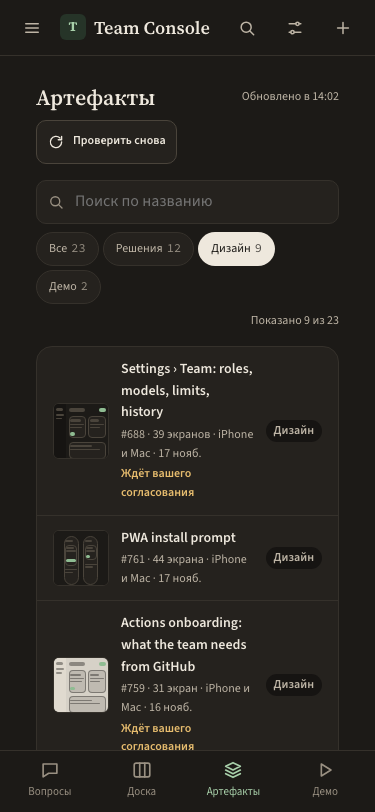 T Team Console
Артефакты
Обновлено в 14:02
Проверить снова
Поиск по названию
Все 23 Решения 12 Дизайн 9
Демо 2
Показано 9 из 23
Settings › Team: roles,
models, limits,
history
#688 · 39 экранов · iPhone
и Mac · 17 нояб.
Ждёт вашего
согласования
Дизайн
PWA install prompt
#761 · 44 экрана · iPhone
и Mac · 17 нояб.
Дизайн
Actions onboarding:
what the team needs
from GitHub
#759 · 31 экран · iPhone и
Mac · 16 нояб.
Ждёт вашего
согласования
Дизайн
Вопросы Доска Артефакты Демо